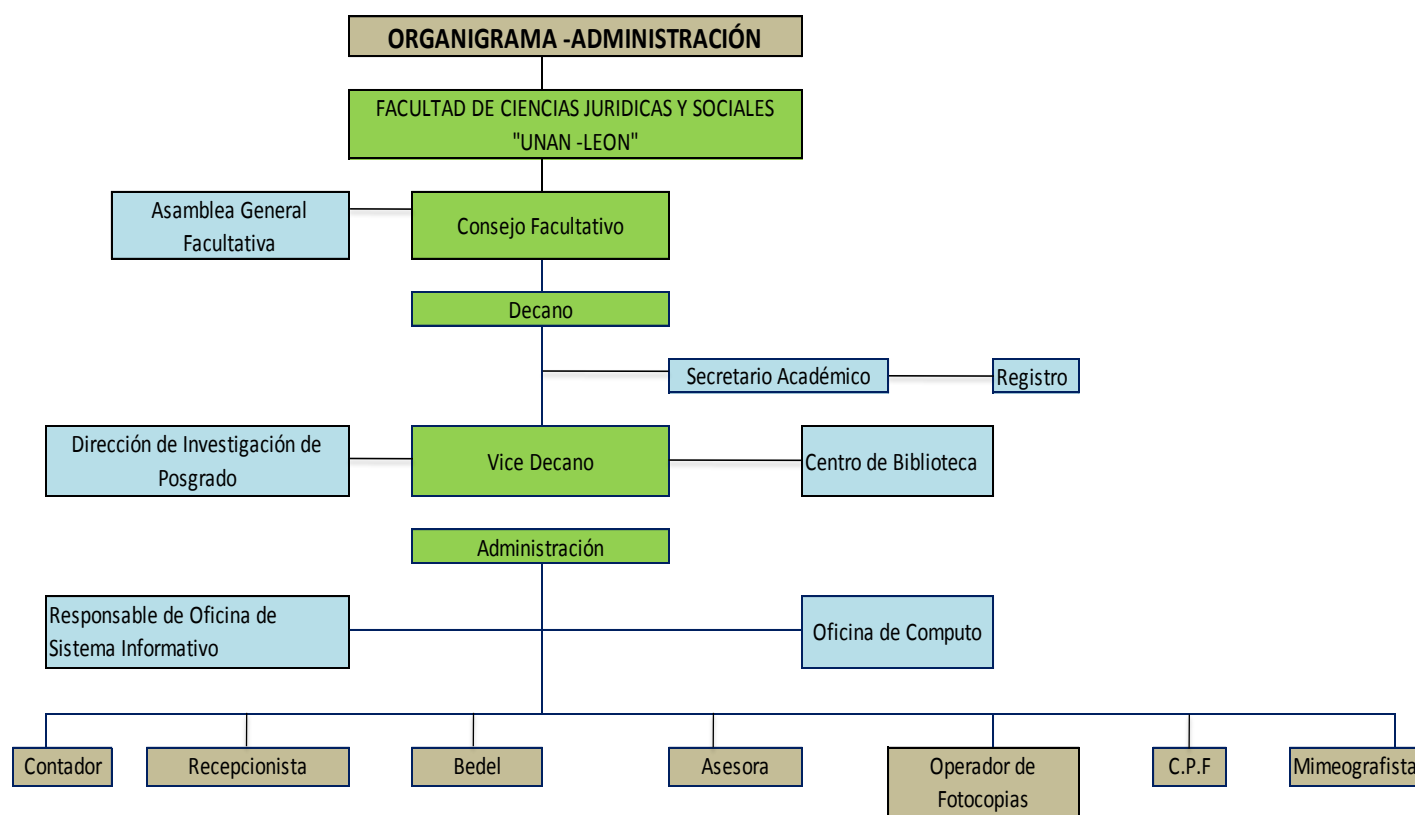 ORGANIGRAMA -ADMINISTRACIÓN
FACULTAD DE CIENCIAS JURIDICAS Y SOCIALES
"UNAN -LEON"
Asamblea General
Facultativa
Consejo Facultativo
Decano
Secretario Académico
Registro
Dirección de Investigación de
Posgrado
Vice Decano
Centro de Biblioteca
Administración
Responsable de Oficina de
Sistema Informativo
Oficina de Computo
Contador
Recepcionista
Bedel
Asesora
Operador de
Fotocopias
C.P.F
Mimeografista